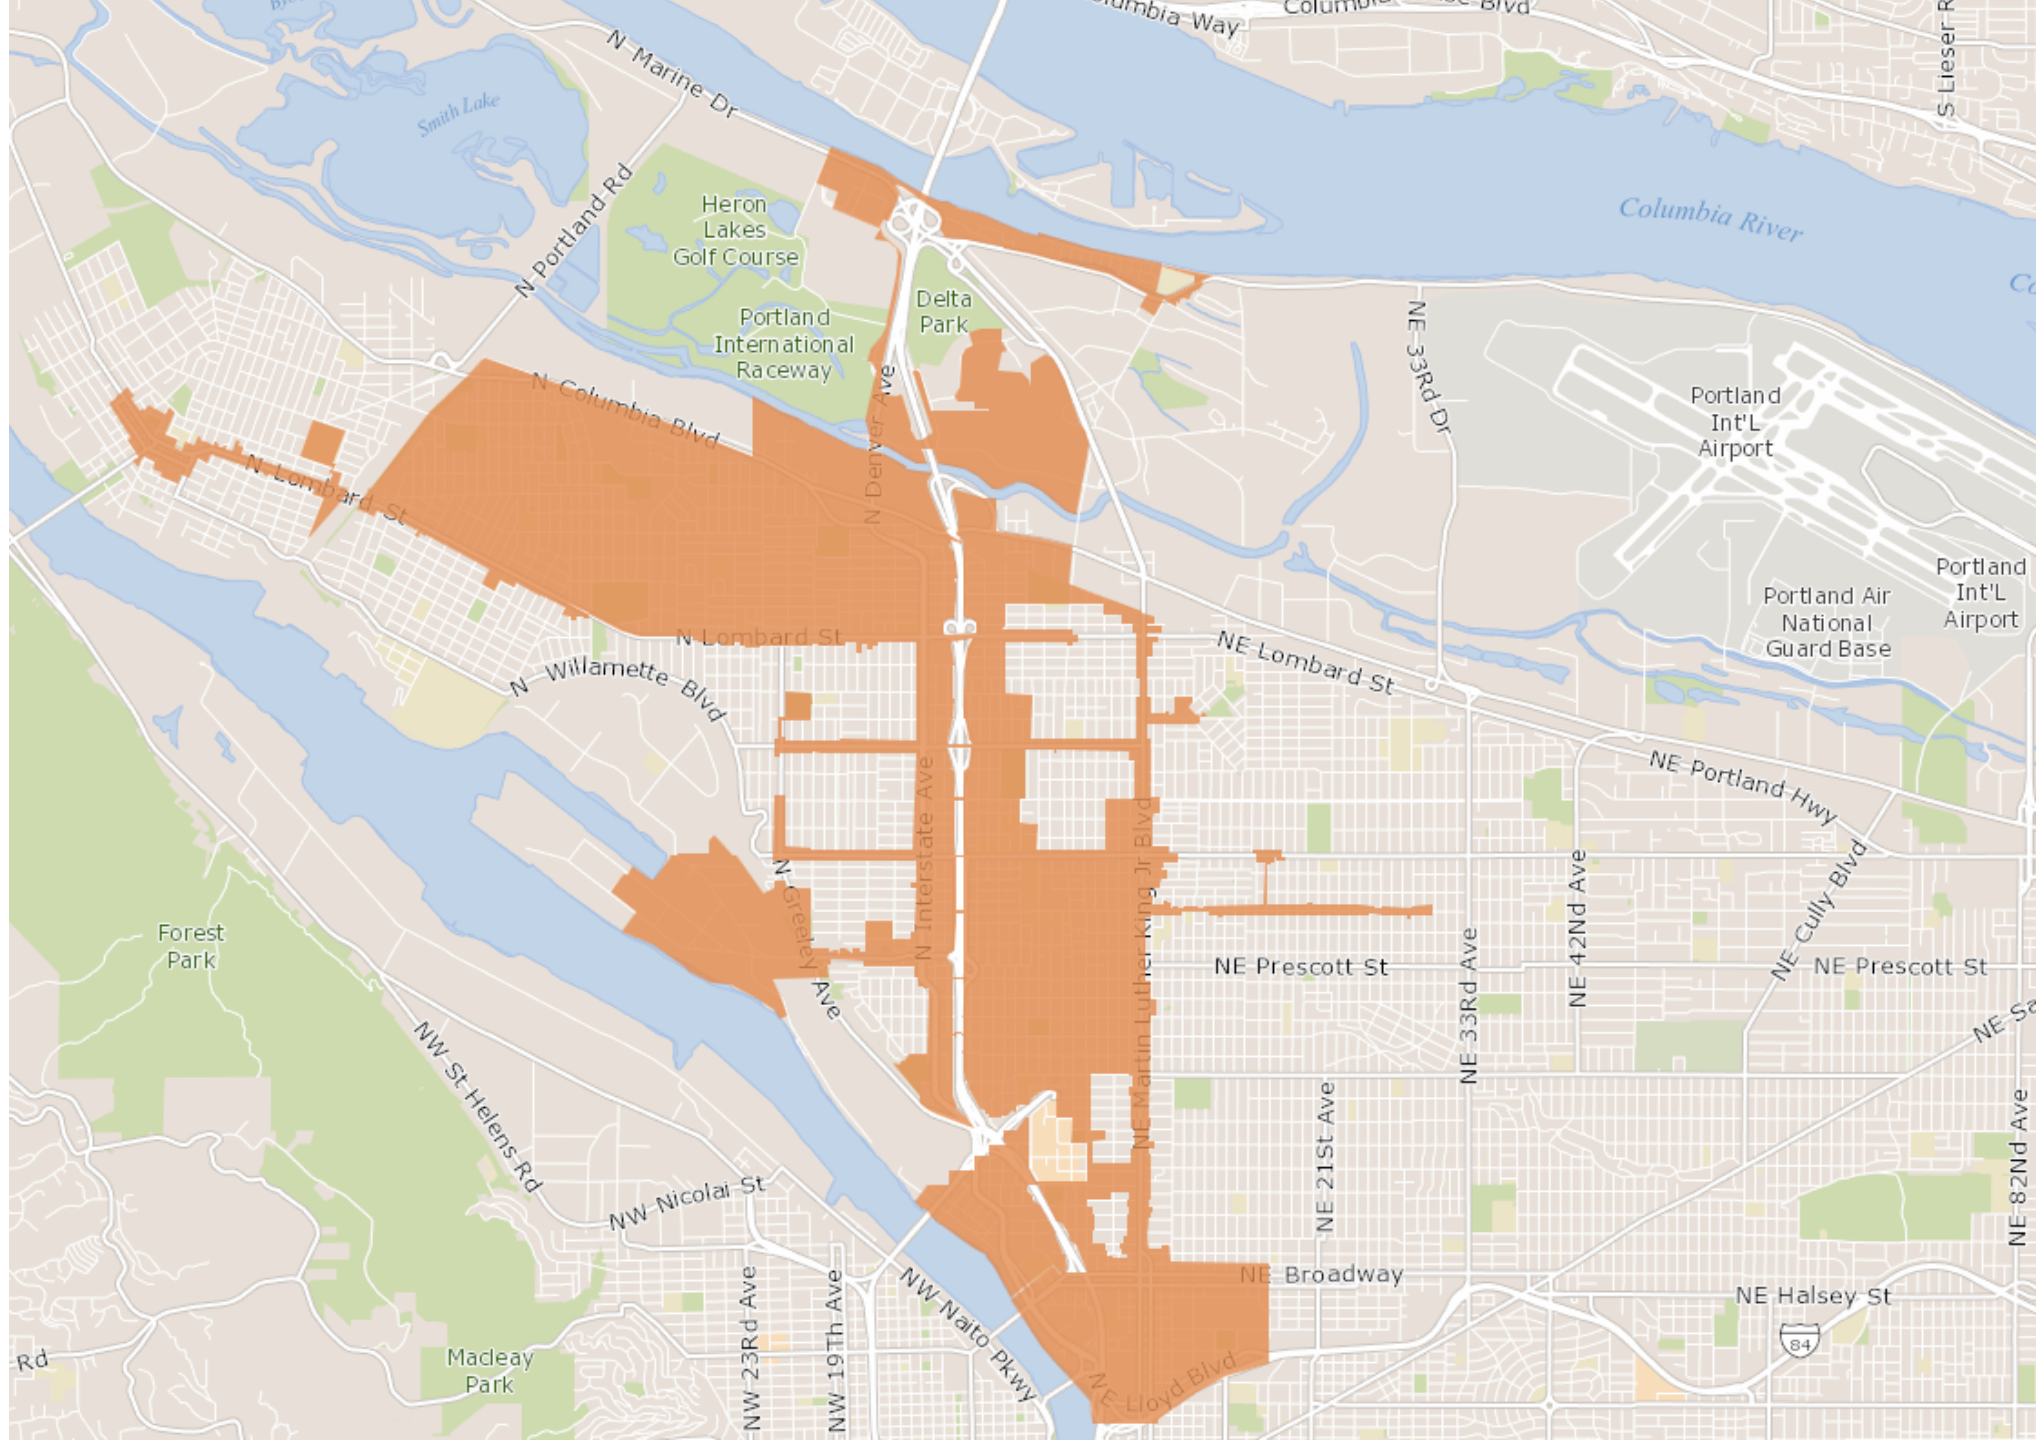 Columbia Way
S Lieser R
N Marine Dr
Smith Lake
N Portland Rd
Heron
Lakes
Golf Course
Columbia River
Delta
Park
Portland
International
Raceway
N Denver Ave
NE 33Rd Dr
Portland
Int'L
Airport
N Columbia Blvd
N Lombard St
Portland
Int'L
Airport
Portland Air
National
Guard Base
N Lombard St
NE Lombard St
N Willamette Blvd
NE Portland Hwy
N Interstate Ave
NE Martin Luther King Jr Blvd
N Greeley Ave
NE 42Nd Ave
NE Cully Blvd
Forest
Park
NE Prescott St
NE Prescott St
NE 33Rd Ave
NE Sa
NW St Helens Rd
NE 21St Ave
NE 82Nd Ave
NW Nicolai St
NE Broadway
NE Halsey St
84
NW 23Rd Ave
NW 19Th Ave
NW Naito Pkwy
NE Lloyd Blvd
Rd
Macleay
Park